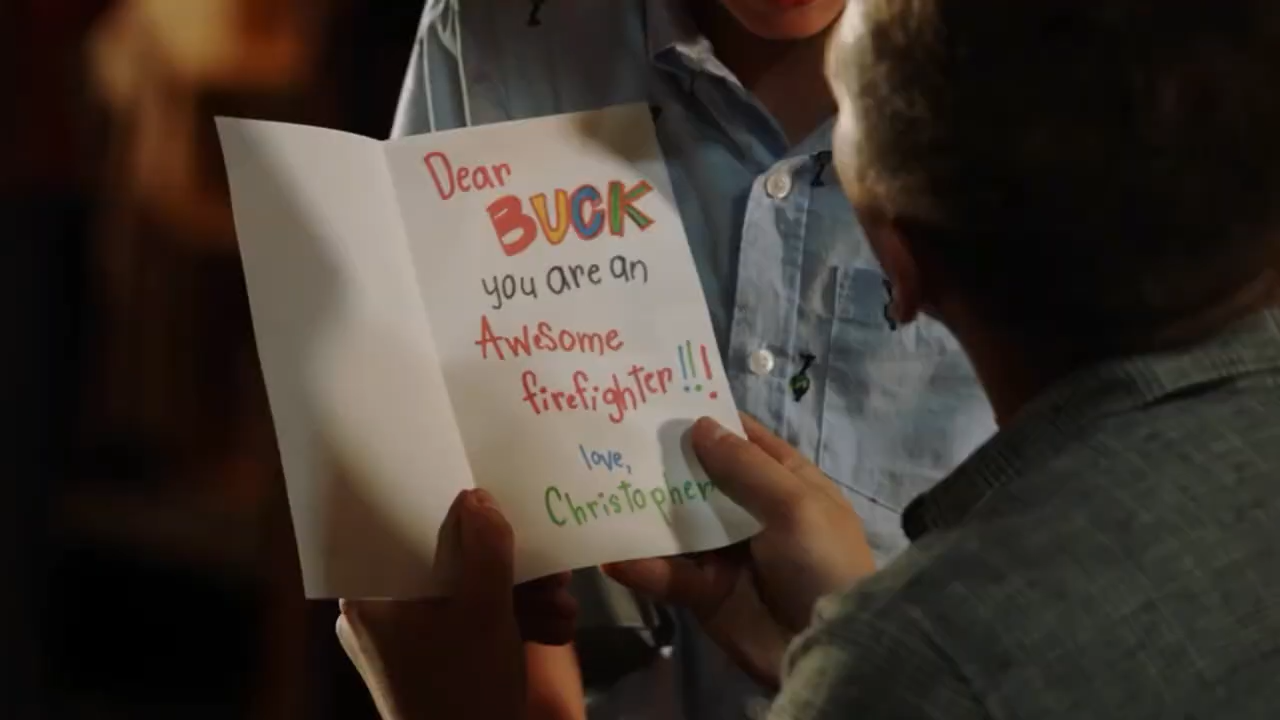 Dear
BUCK
you are an
Awesome
firefighter!!!
love,
Christopher